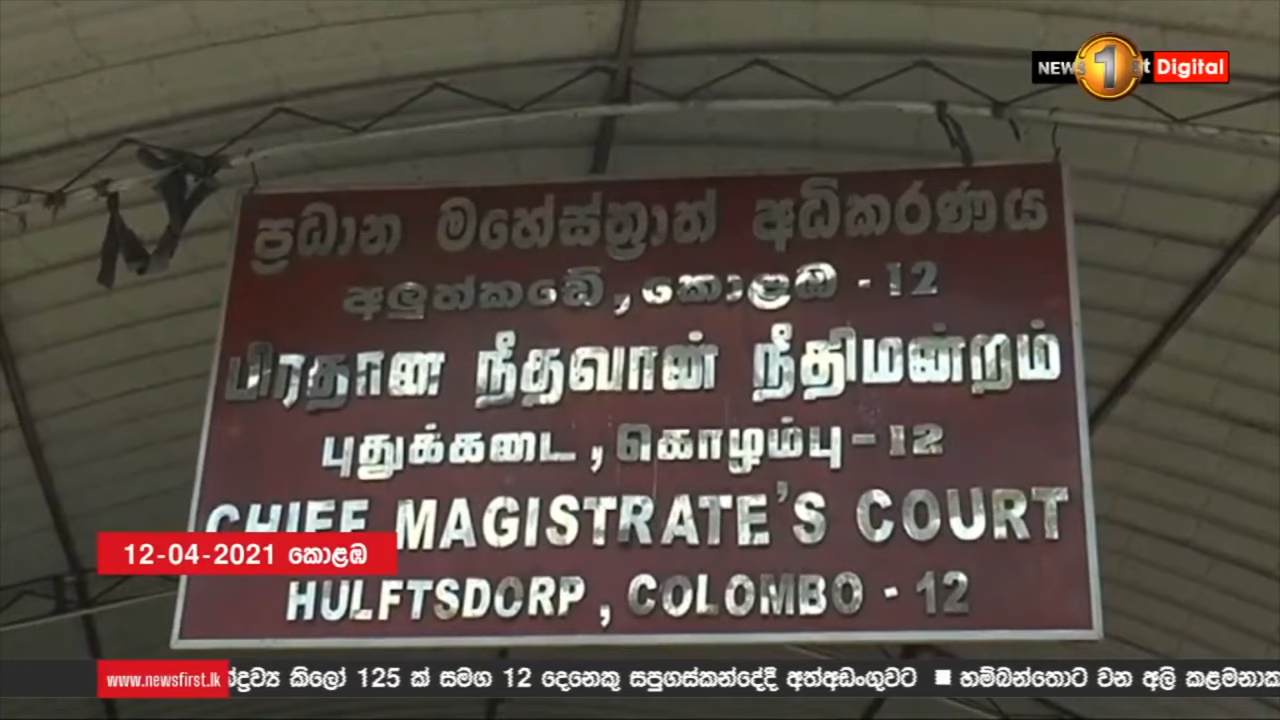 NEWS 1st Digital
ප්‍රධාන මහේස්ත්‍රාත් අධිකරණය
අලුත්කඩේ, කොළඹ - 12
பிரதான நீதவான் நீதிமன்றம்
புதுக்கடை, கொழும்பு - 12
CHIEF MAGISTRATE'S COURT
12-04-2021 කොළඹ
HULFTSDORP, COLOMBO - 12
www.newsfirst.lk
කිලෝ 125 ක් සමග 12 දෙනෙකු සපුගස්කන්දේදී අත්අඩංගුවට ■ හම්බන්තොට වන අලි